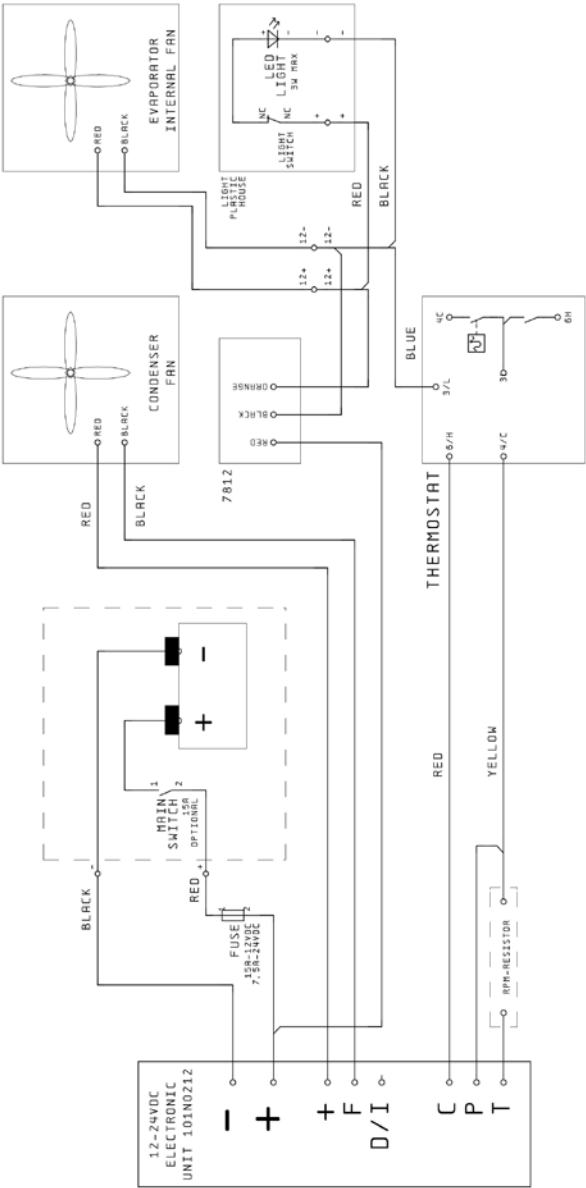 EVAPORATOR
INTERNAL FAN
RED
BLACK
+
-
LED
LIGHT
3W MAX
NC
NC
LIGHT
SWITCH
-
-
+
+
LIGHT
PLASTIC
HOUSE
RED
BLACK
12-
12-
12+
12+
CONDENSER
FAN
RED
BLACK
RED
BLACK
ORANGE
BLACK
RED
7812
BLUE
4C
3
6H
3/L
6/H
4/C
THERMOSTAT
-
+
1
2
MAIN
SWITCH
15A
OPTIONAL
-
+
BLACK
RED
1
2
FUSE
15A-12VDC
7.5A-24VDC
RED
YELLOW
RPM-RESISTOR
12-24VDC
ELECTRONIC
UNIT 101N0212
-
+
+
F
D/I
C
P
T